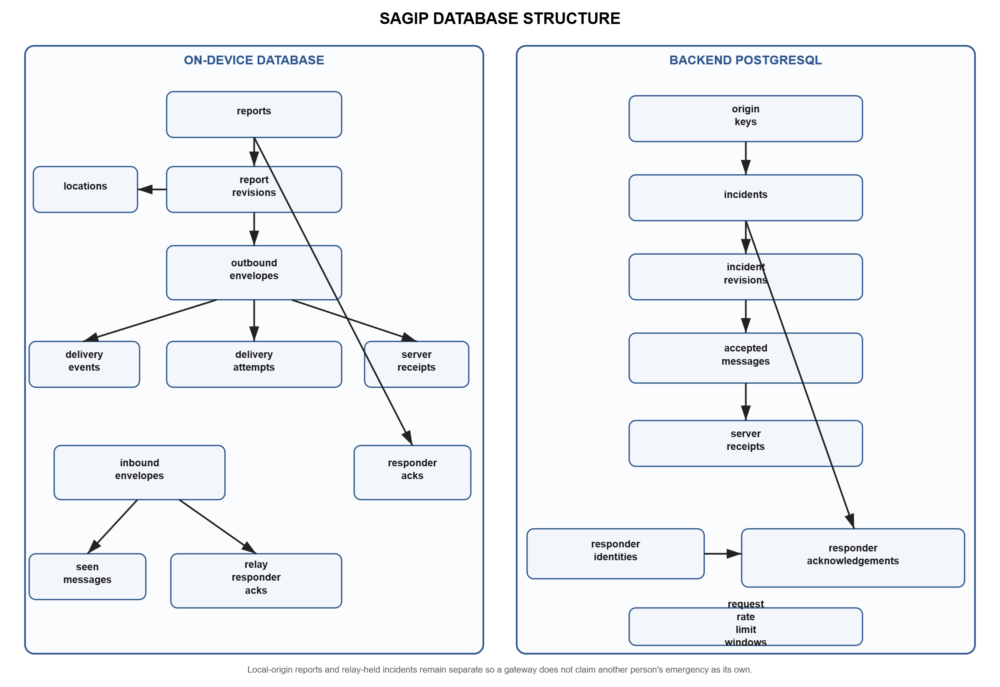 SAGIP DATABASE STRUCTURE
ON-DEVICE DATABASE
reports
locations
report
revisions
outbound
envelopes
delivery
events
delivery
attempts
server
receipts
inbound
envelopes
responder
acks
seen
messages
relay
responder
acks
BACKEND POSTGRESQL
origin
keys
incidents
incident
revisions
accepted
messages
server
receipts
responder
identities
responder
acknowledgements
request
rate
limit
windows
Local-origin reports and relay-held incidents remain separate so a gateway does not claim another person's emergency as its own.